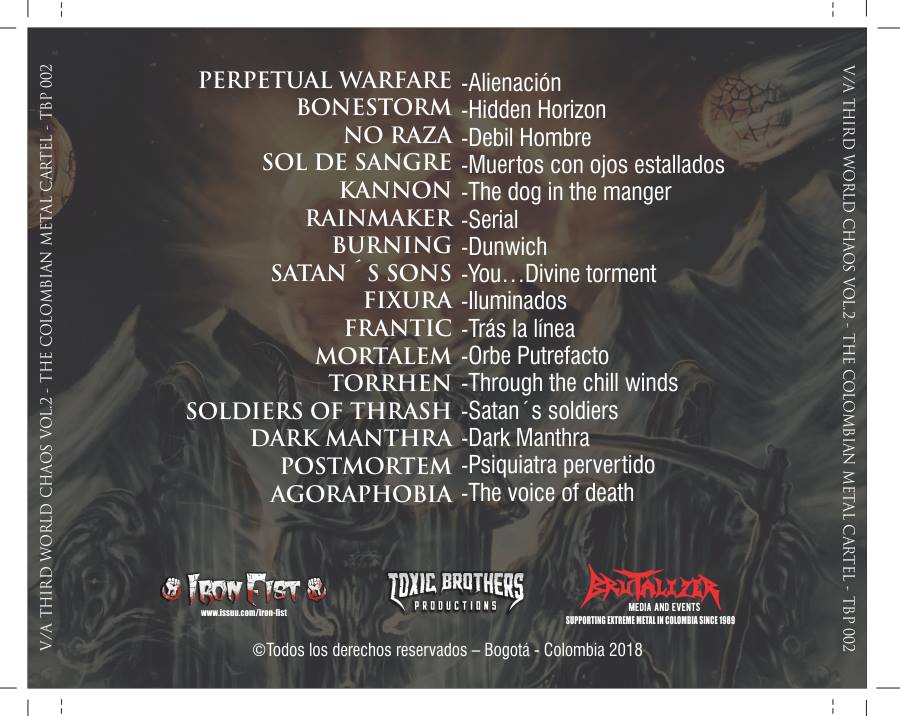 V/A THIRD WORLD CHAOS VOL.2 - THE COLOMBIAN METAL CARTEL - TBP 002
PERPETUAL WARFARE -Alienación
BONESTORM -Hidden Horizon
NO RAZA -Debil Hombre
SOL DE SANGRE -Muertos con ojos estallados
KANNON -The dog in the manger
RAINMAKER -Serial
BURNING -Dunwich
SATAN´S SONS -You...Divine torment
FIXURA -Iluminados
FRANTIC -Trás la línea
MORTALEM -Orbe Putrefacto
TORRHEN -Through the chill winds
SOLDIERS OF THRASH -Satan´s soldiers
DARK MANTHRA -Dark Manthra
POSTMORTEM -Psiquiatra pervertido
AGORAPHOBIA -The voice of death
V/A THIRD WORLD CHAOS VOL.2 - THE COLOMBIAN METAL CARTEL - TBP 002
IRON FIST
www.issuu.com/iron-fist
TOXIC BROTHERS
PRODUCTIONS
BRUTALIZER
MEDIA AND EVENTS
SUPPORTING EXTREME METAL IN COLOMBIA SINCE 1989
©Todos los derechos reservados – Bogotá - Colombia 2018